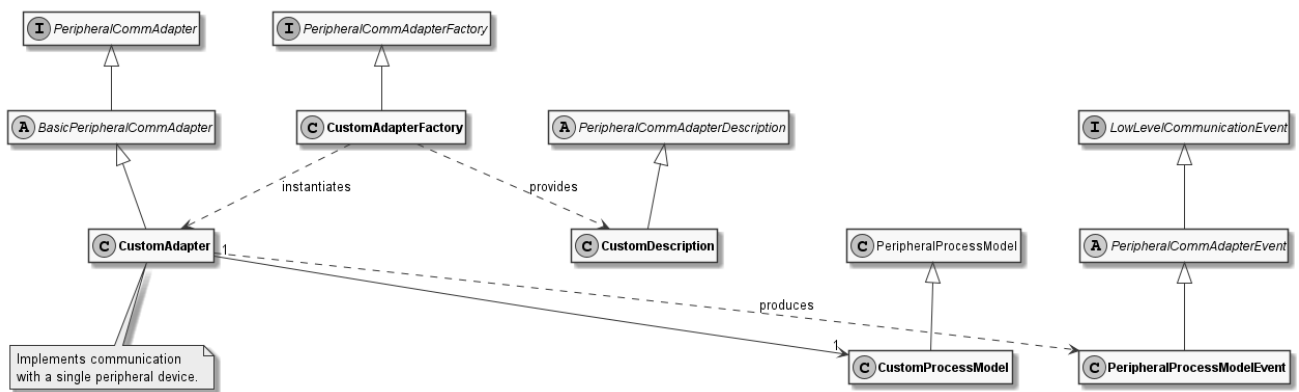 I PeripheralCommAdapter
I PeripheralCommAdapterFactory
A BasicPeripheralCommAdapter
C CustomAdapterFactory
A PeripheralCommAdapterDescription
I LowLevelCommunicationEvent
instantiates
provides
C CustomAdapter
1
C CustomDescription
C PeripheralProcessModel
A PeripheralCommAdapterEvent
produces
Implements communication
with a single peripheral device.
1
C CustomProcessModel
C PeripheralProcessModelEvent